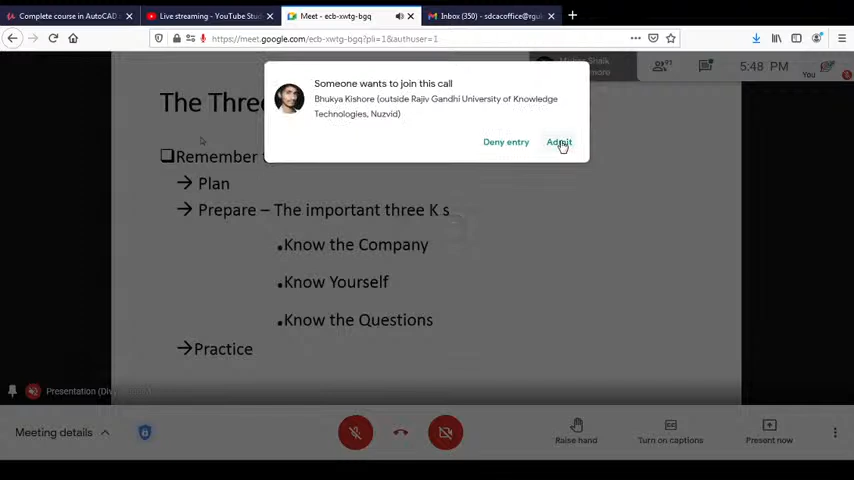 Complete course in AutoCAD
Live streaming - YouTube Stud
Meet - ecb-xwtg-bgq
Inbox (350) - sdcacoffice@rgu
https://meet.google.com/ecb-xwtg-bgq?pli=1&authuser=1
Someone wants to join this call
Bhukya Kishore (outside Rajiv Gandhi University of Knowledge
Technologies, Nuzvid)
Deny entry Admit
Shaik
more
91
5:48 PM
You
The Three
Remember
→ Plan
→ Prepare – The important three K s
•Know the Company
•Know Yourself
•Know the Questions
→Practice
Presentation (Div
Meeting details
Raise hand
Turn on captions
Present now